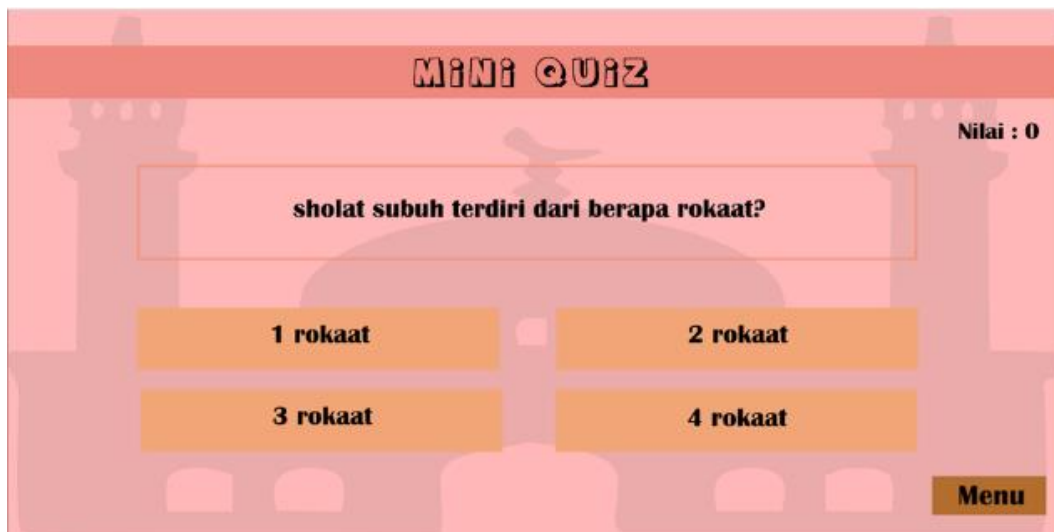 MiNi QUiZ
Nilai : 0
sholat subuh terdiri dari berapa rokaat?
1 rokaat
2 rokaat
3 rokaat
4 rokaat
Menu